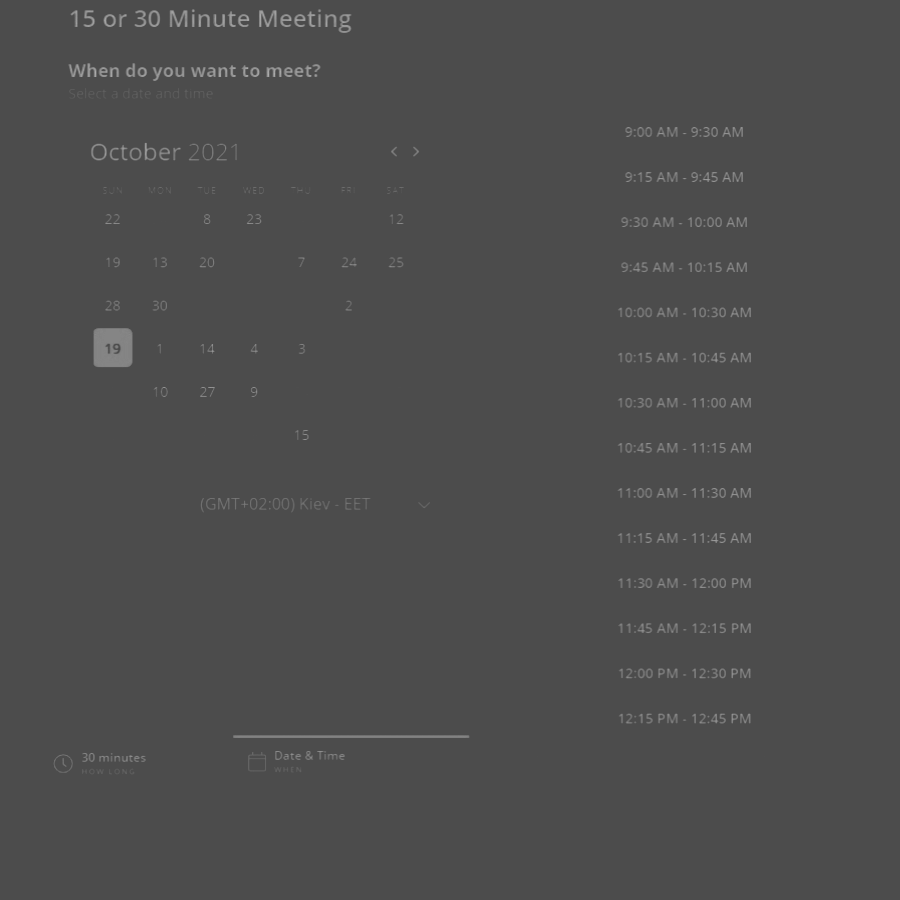 15 or 30 Minute Meeting
When do you want to meet?
Select a date and time
October 2021
SUN MON TUE WED THU FRI SAT
22 8 23 12
19 13 20 7 24 25
28 30 2
19 1 14 4 3
10 27 9
15
(GMT+02:00) Kiev - EET
9:00 AM - 9:30 AM
9:15 AM - 9:45 AM
9:30 AM - 10:00 AM
9:45 AM - 10:15 AM
10:00 AM - 10:30 AM
10:15 AM - 10:45 AM
10:30 AM - 11:00 AM
10:45 AM - 11:15 AM
11:00 AM - 11:30 AM
11:15 AM - 11:45 AM
11:30 AM - 12:00 PM
11:45 AM - 12:15 PM
12:00 PM - 12:30 PM
12:15 PM - 12:45 PM
30 minutes
HOW LONG
Date & Time
WHEN